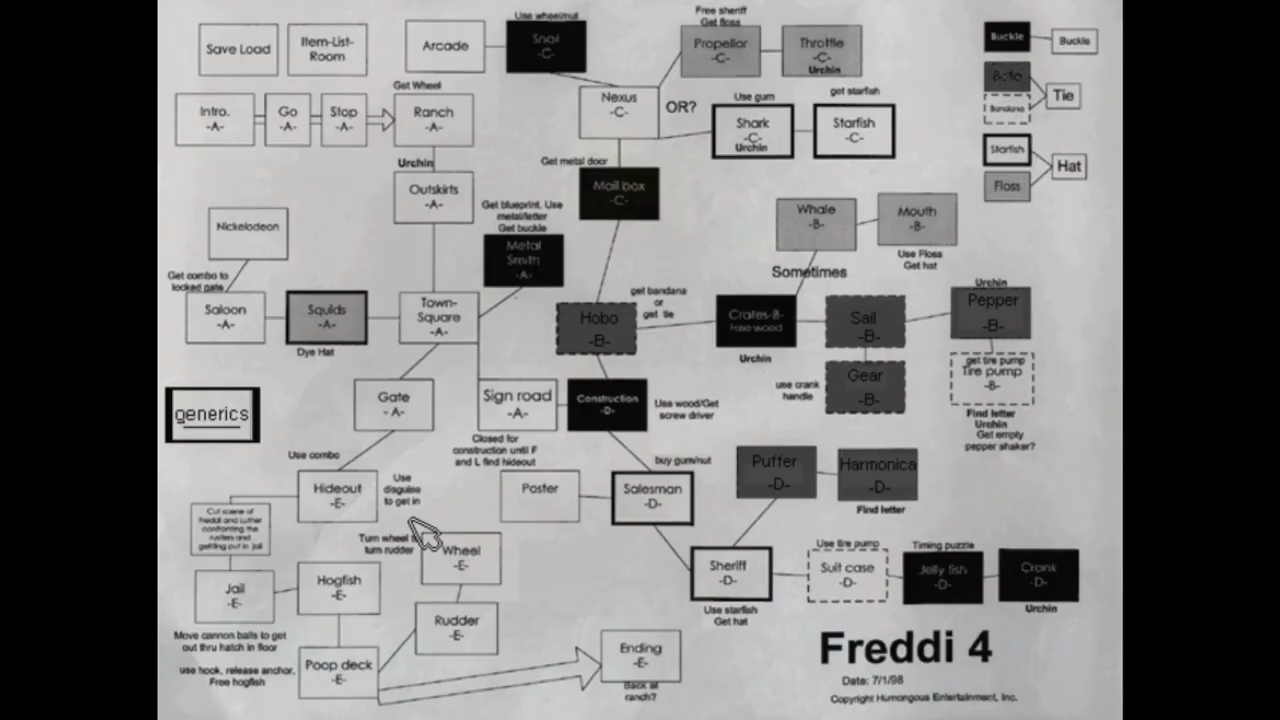 Save Load
Item-List-
Room
Arcade
Use wheel/nut
Snail
-C-
Free sheriff
Get floss
Propellor
-C-
Throttle
-C-
Urchin
Buckle
Buckle
Intro.
-A-
Go
-A-
Stop
-A-
Get Wheel
Ranch
-A-
Nexus
-C-
OR?
Use gum
Shark
-C-
Urchin
got starfish
Starfish
-C-
Bandana
Tie
Starfish
Hat
Floss
Urchin
Outskirts
-A-
Get metal door
Mail box
-C-
Nickelodeon
Get blueprint. Use
metal/letter
Get buckle
Metal
Smith
-A-
Whale
-B-
Mouth
-B-
Use Floss
Get hat
Sometimes
Get combo to
locked gate
Saloon
-A-
Squids
-A-
Dye Hat
Town-
Square
-A-
Hobo
-B-
get bandana
or
get tie
Crates-B-
Urchin
Sail
-B-
Urchin
Pepper
-B-
get tire pump
Tire pump
-B-
Find letter
Urchin
Get empty
pepper shaker?
use crank
handle
Gear
-B-
generics
Gate
-A-
Sign road
-A-
Closed for
construction until F
and L find hideout
Construction
-D-
Use wood/Get
screw driver
Use combo
Hideout
-E-
Use
disguise
to get in
Poster
buy gum/nut
Salesman
-D-
Puffer
-D-
Harmonica
-D-
Find letter
Cut scene of
freddi and Luther
confronting the
rustlers and
getting put in jail
Turn wheel
turn rudder
Wheel
-E-
Jail
-E-
Hogfish
-E-
Rudder
-E-
Sheriff
-D-
Use starfish
Get hat
Use tire pump
Suit case
-D-
Timing puzzle
Jelly fish
-D-
Crank
-D-
Urchin
Move cannon balls to get
out thru hatch in floor
use hook, release anchor,
Free hogfish
Poop deck
-E-
Ending
-E-
Back at
ranch?
Freddi 4
Date: 7/1/98
Copyright Humongous Entertainment, Inc.